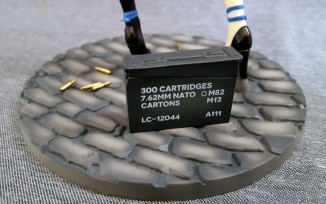 300 CARTRIDGES
7.62MM NATO M82
CARTONS M13
LC-12044 A111